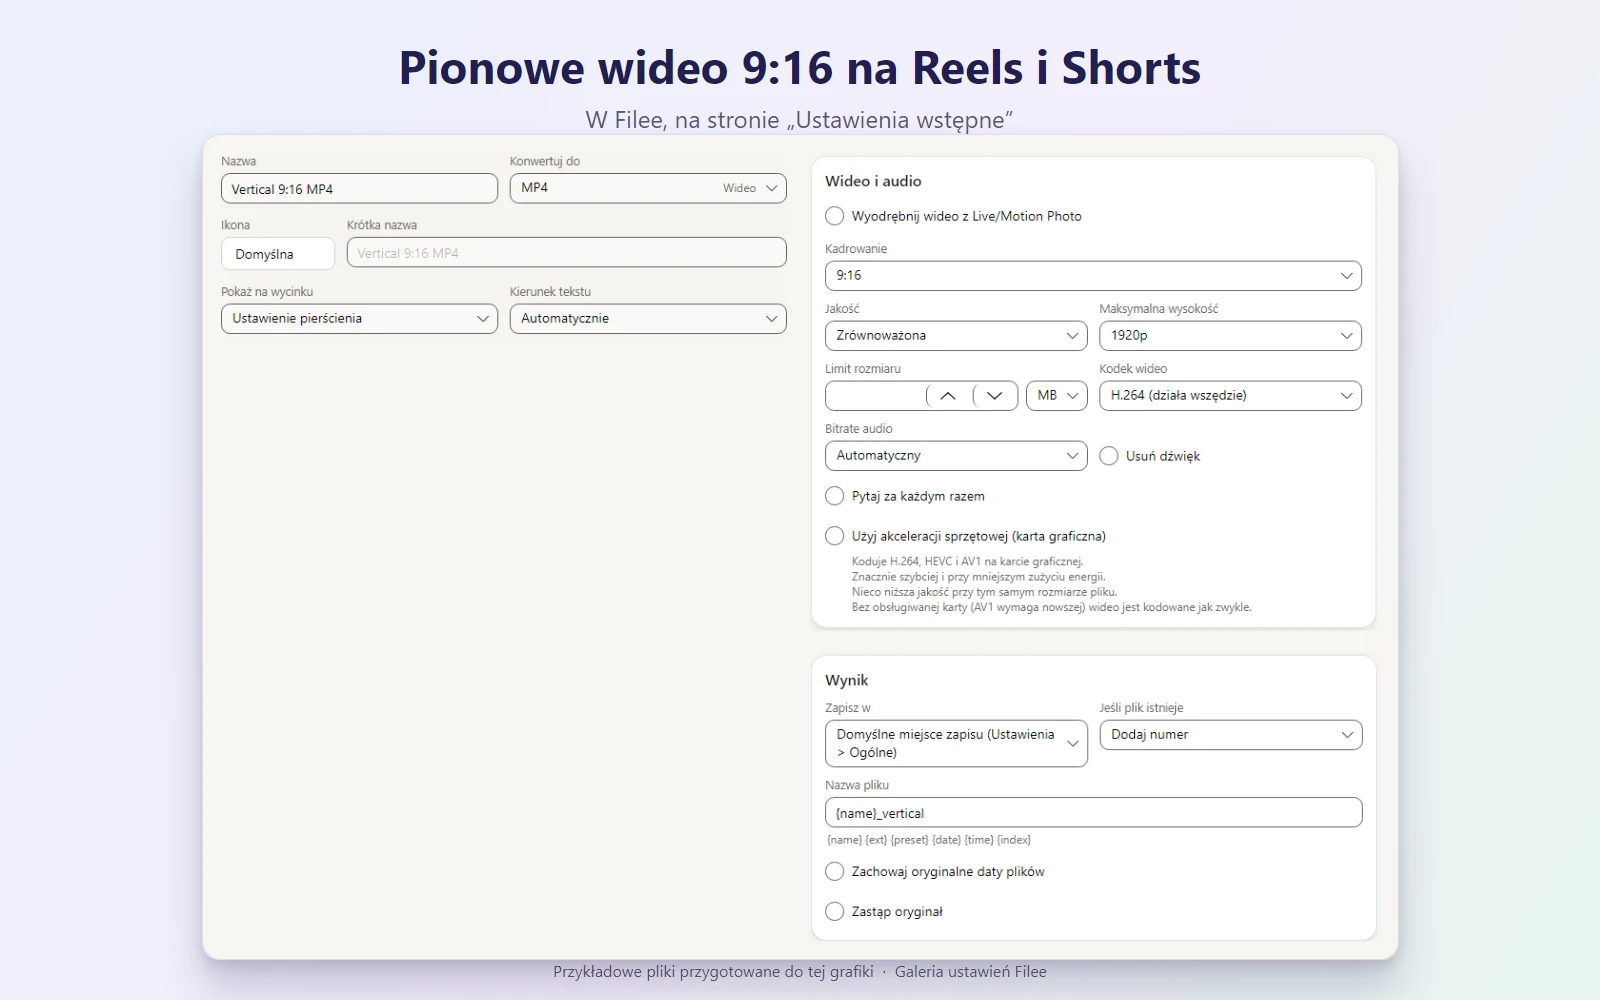 Pionowe wideo 9:16 na Reels i Shorts
W Filee, na stronie „Ustawienia wstępne”
Nazwa
Konwertuj do
Vertical 9:16 MP4
MP4
Wideo
Ikona
Krótka nazwa
Domyślna
Vertical 9:16 MP4
Pokaż na wycinku
Kierunek tekstu
Ustawienie pierścienia
Automatycznie
Wideo i audio
Wyodrębnij wideo z Live/Motion Photo
Kadrowanie
9:16
Jakość
Maksymalna wysokość
Zrównoważona
1920p
Limit rozmiaru
Kodek wideo
MB
H.264 (działa wszędzie)
Bitrate audio
Automatyczny
Usuń dźwięk
Pytaj za każdym razem
Użyj akceleracji sprzętowej (karta graficzna)
Koduje H.264, HEVC i AV1 na karcie graficznej.
Znacznie szybciej i przy mniejszym zużyciu energii.
Nieco niższa jakość przy tym samym rozmiarze pliku.
Bez obsługiwanej karty (AV1 wymaga nowszej) wideo jest kodowane jak zwykle.
Wynik
Zapisz w
Jeśli plik istnieje
Domyślne miejsce zapisu (Ustawienia
> Ogólne)
Dodaj numer
Nazwa pliku
{name}_vertical
{name} {ext} {preset} {date} {time} {index}
Zachowaj oryginalne daty plików
Zastąp oryginał
Przykładowe pliki przygotowane do tej grafiki · Galeria ustawień Filee